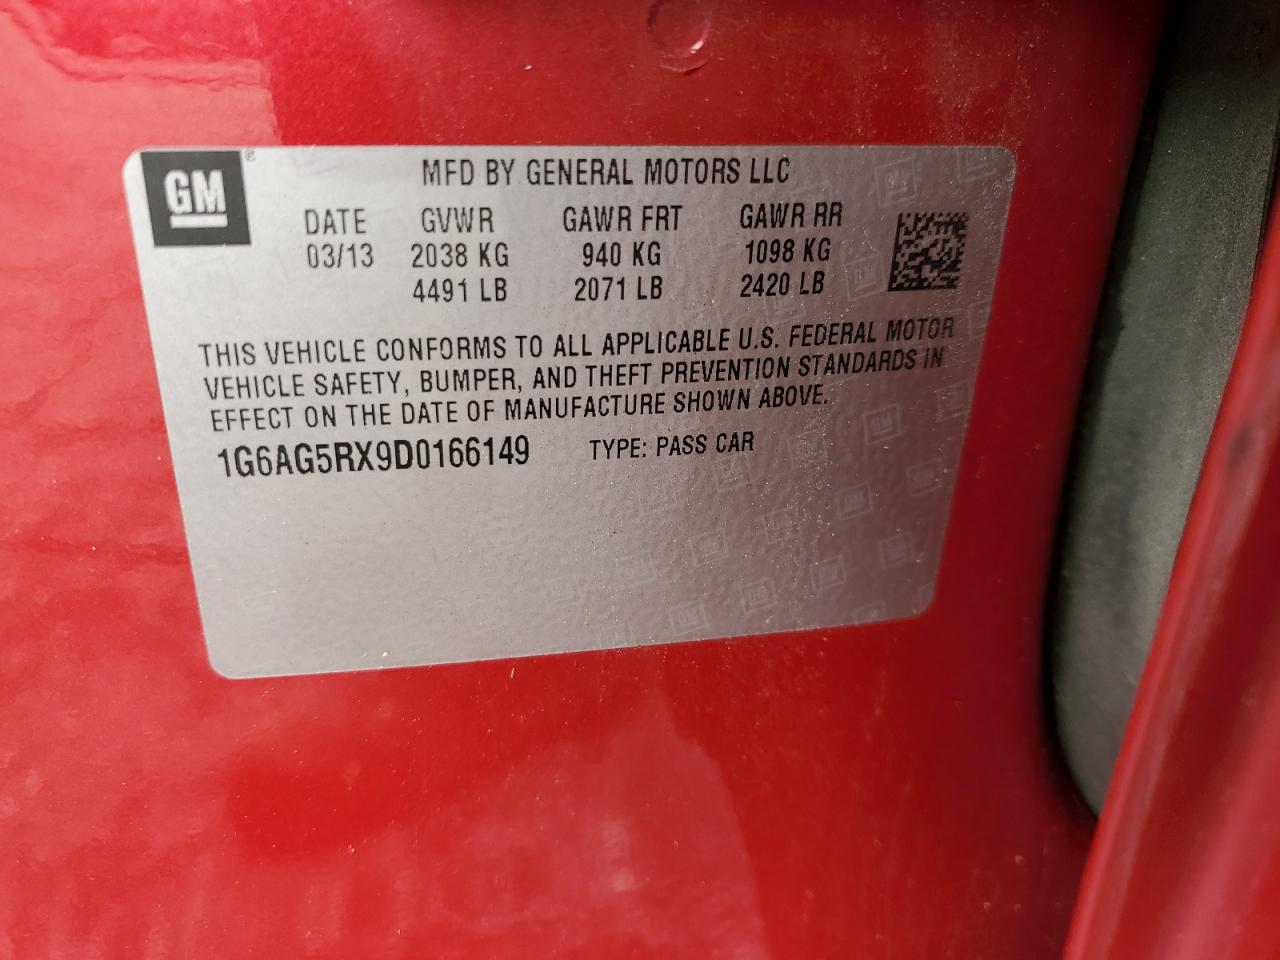 GM
MFD BY GENERAL MOTORS LLC
DATE GVWR GAWR FRT GAWR RR
03/13 2038 KG 940 KG 1098 KG
4491 LB 2071 LB 2420 LB
THIS VEHICLE CONFORMS TO ALL APPLICABLE U.S. FEDERAL MOTOR
VEHICLE SAFETY, BUMPER, AND THEFT PREVENTION STANDARDS IN
EFFECT ON THE DATE OF MANUFACTURE SHOWN ABOVE.
1G6AG5RX9D0166149 TYPE: PASS CAR